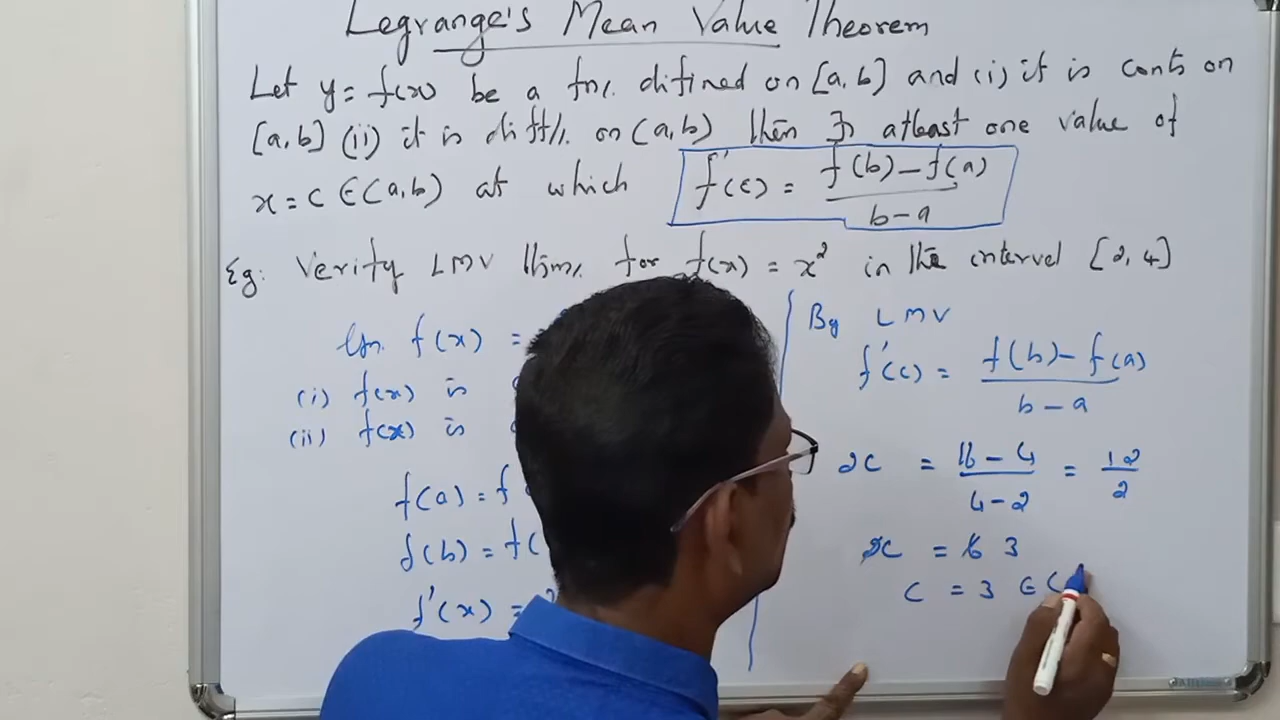 Legrange's Mean Value Theorem
Let y = f(x) be a fn/. difined on [a, b] and (i) it is conts on
[a, b] (ii) it is diff/. on (a, b) then ∃s atleast one value of
x = c ∈ (a, b) at which f'(c) = f(b) - f(a) / b - a
Eg: Verify LMV thm/. for f(x) = x² in the interval [2, 4]
Gn. f(x) =
(i) f(x) is
(ii) f(x) is
f(a) = f
f(b) = f(
f'(x) =
By LMV
f'(c) = f(b) - f(a) / b - a
2c = 16 - 4 / 4 - 2 = 12 / 2
2c = 6 3
c = 3 ∈ (